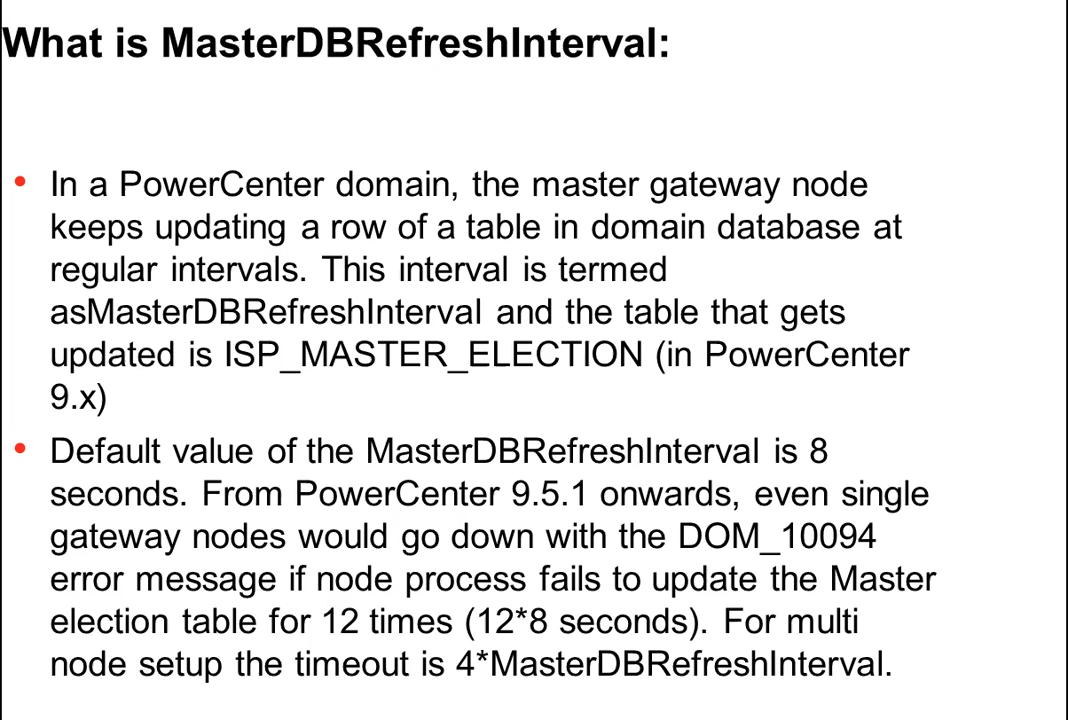 What is MasterDBRefreshInterval:
• In a PowerCenter domain, the master gateway node
keeps updating a row of a table in domain database at
regular intervals. This interval is termed
asMasterDBRefreshInterval and the table that gets
updated is ISP_MASTER_ELECTION (in PowerCenter
9.x)
• Default value of the MasterDBRefreshInterval is 8
seconds. From PowerCenter 9.5.1 onwards, even single
gateway nodes would go down with the DOM_10094
error message if node process fails to update the Master
election table for 12 times (12*8 seconds). For multi
node setup the timeout is 4*MasterDBRefreshInterval.